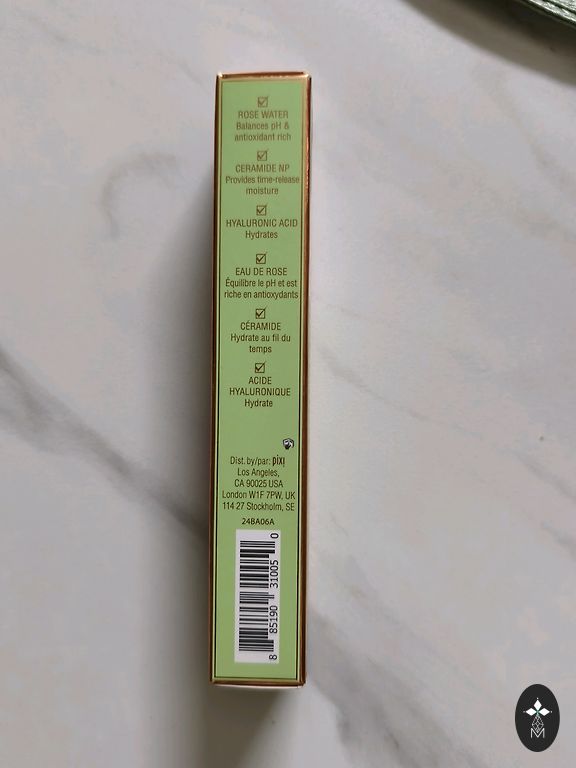 ROSE WATER
Balances pH &
antioxidant rich
CERAMIDE NP
Provides time-release
moisture
HYALURONIC ACID
Hydrates
EAU DE ROSE
Équilibre le pH et est
riche en antioxydants
CÉRAMIDE
Hydrate au fil du
temps
ACIDE
HYALURONIQUE
Hydrate
Dist. by/par: pixi
Los Angeles,
CA 90025 USA
London W1F 7PW, UK
114 27 Stockholm, SE
24BA06A
8 85190 31005 0
M